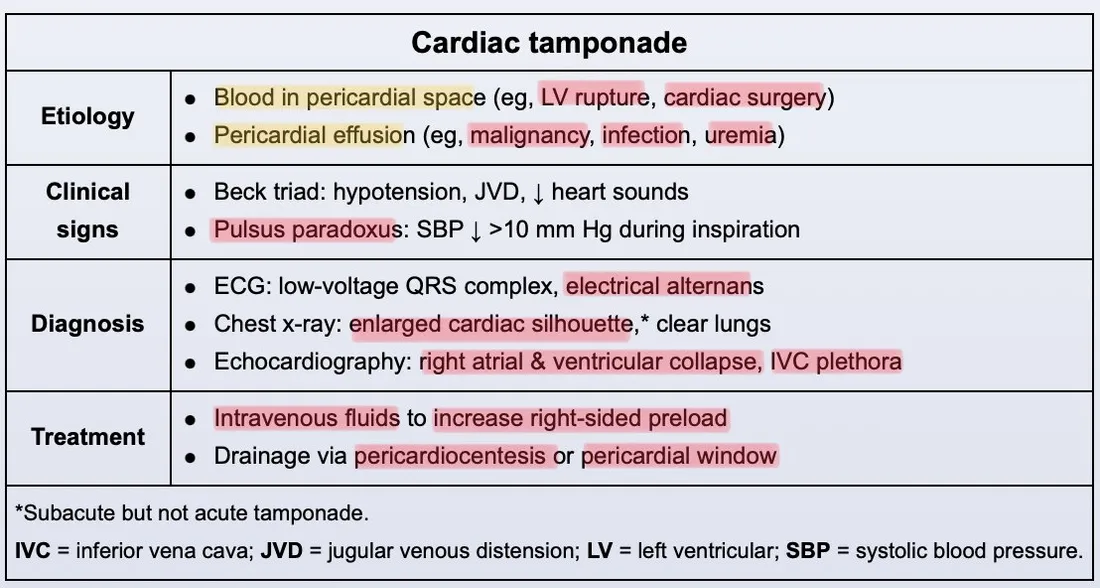 Cardiac tamponade
Etiology
● Blood in pericardial space (eg, LV rupture, cardiac surgery)
● Pericardial effusion (eg, malignancy, infection, uremia)
Clinical
signs
● Beck triad: hypotension, JVD, ↓ heart sounds
● Pulsus paradoxus: SBP ↓ >10 mm Hg during inspiration
Diagnosis
● ECG: low-voltage QRS complex, electrical alternans
● Chest x-ray: enlarged cardiac silhouette,* clear lungs
● Echocardiography: right atrial & ventricular collapse, IVC plethora
Treatment
● Intravenous fluids to increase right-sided preload
● Drainage via pericardiocentesis or pericardial window
*Subacute but not acute tamponade.
IVC = inferior vena cava; JVD = jugular venous distension; LV = left ventricular; SBP = systolic blood pressure.